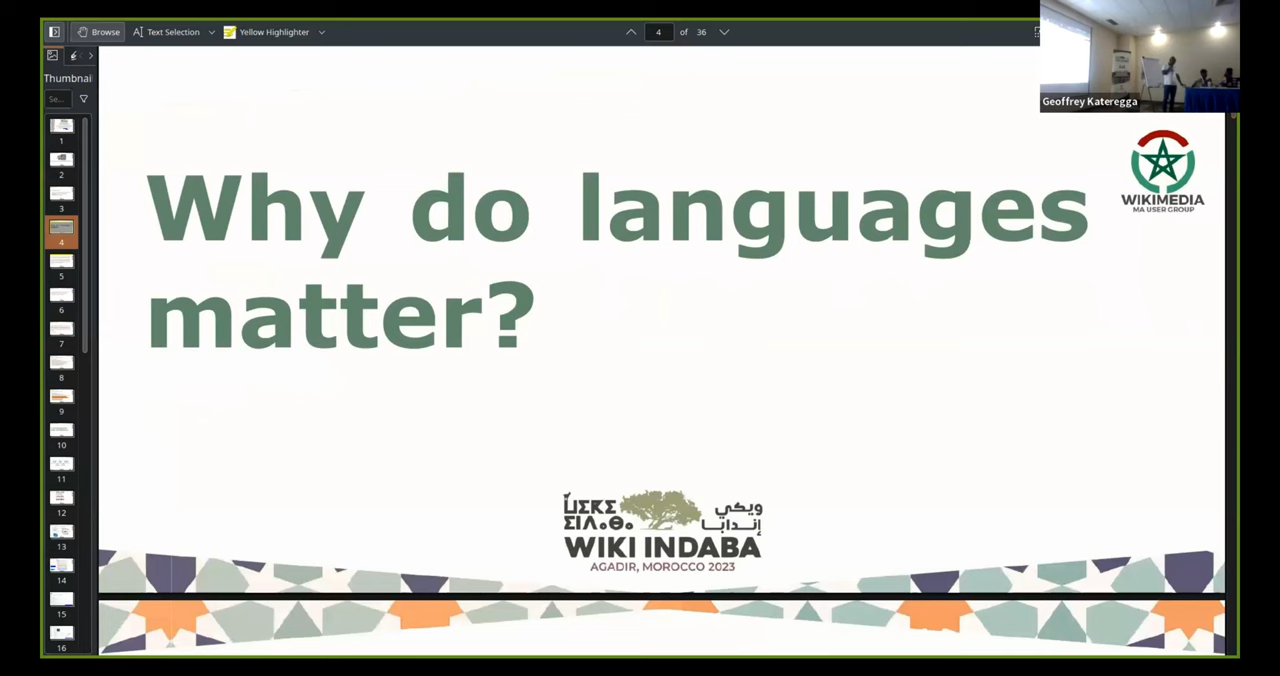 Browse
Text Selection
Yellow Highlighter
4 of 36
Thumbnai
Se...
1
2
3
4
5
6
7
8
9
10
11
12
13
14
15
16
Geoffrey Kateregga
WIKIMEDIA
MA USER GROUP
Why do languages
matter?
ⵡⵉⴽⵉ
ⵉⵏⴷⴰⴱⴰ
ويكي
إندابا
WIKI INDABA
AGADIR, MOROCCO 2023